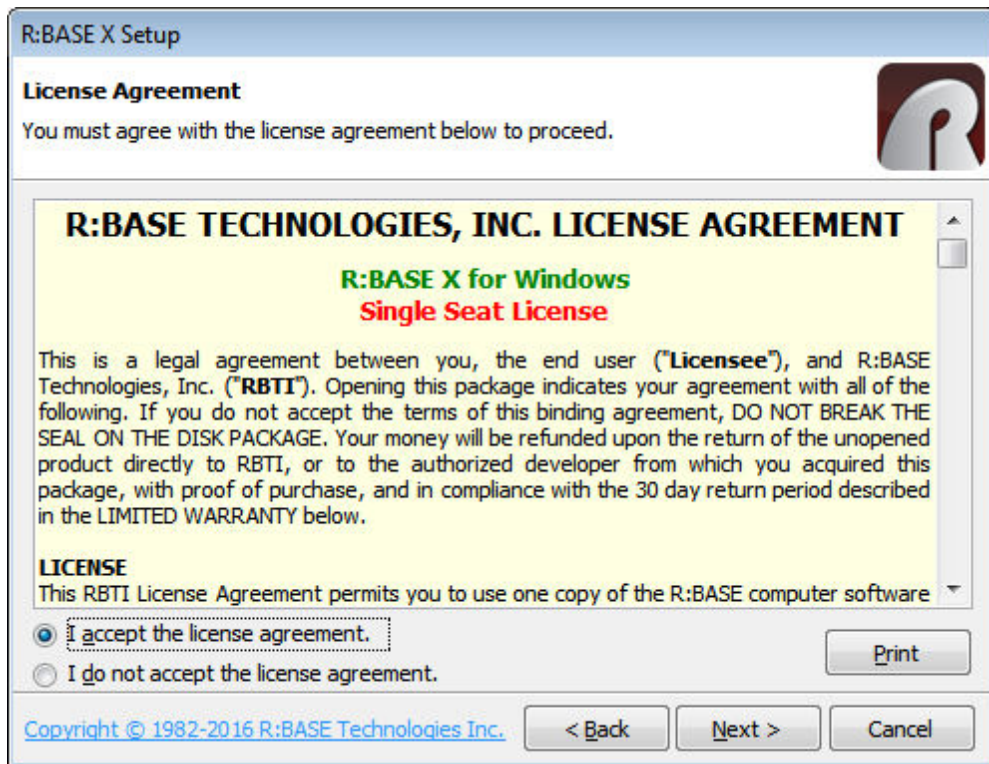 R:BASE X Setup
License Agreement
You must agree with the license agreement below to proceed.
R:BASE TECHNOLOGIES, INC. LICENSE AGREEMENT
R:BASE X for Windows
Single Seat License
This is a legal agreement between you, the end user ("Licensee"), and R:BASE
Technologies, Inc. ("RBTI"). Opening this package indicates your agreement with all of the
following. If you do not accept the terms of this binding agreement, DO NOT BREAK THE
SEAL ON THE DISK PACKAGE. Your money will be refunded upon the return of the unopened
product directly to RBTI, or to the authorized developer from which you acquired this
package, with proof of purchase, and in compliance with the 30 day return period described
in the LIMITED WARRANTY below.
LICENSE
This RBTI License Agreement permits you to use one copy of the R:BASE computer software
I accept the license agreement.
I do not accept the license agreement.
Print
Copyright © 1982-2016 R:BASE Technologies Inc.
< Back
Next >
Cancel